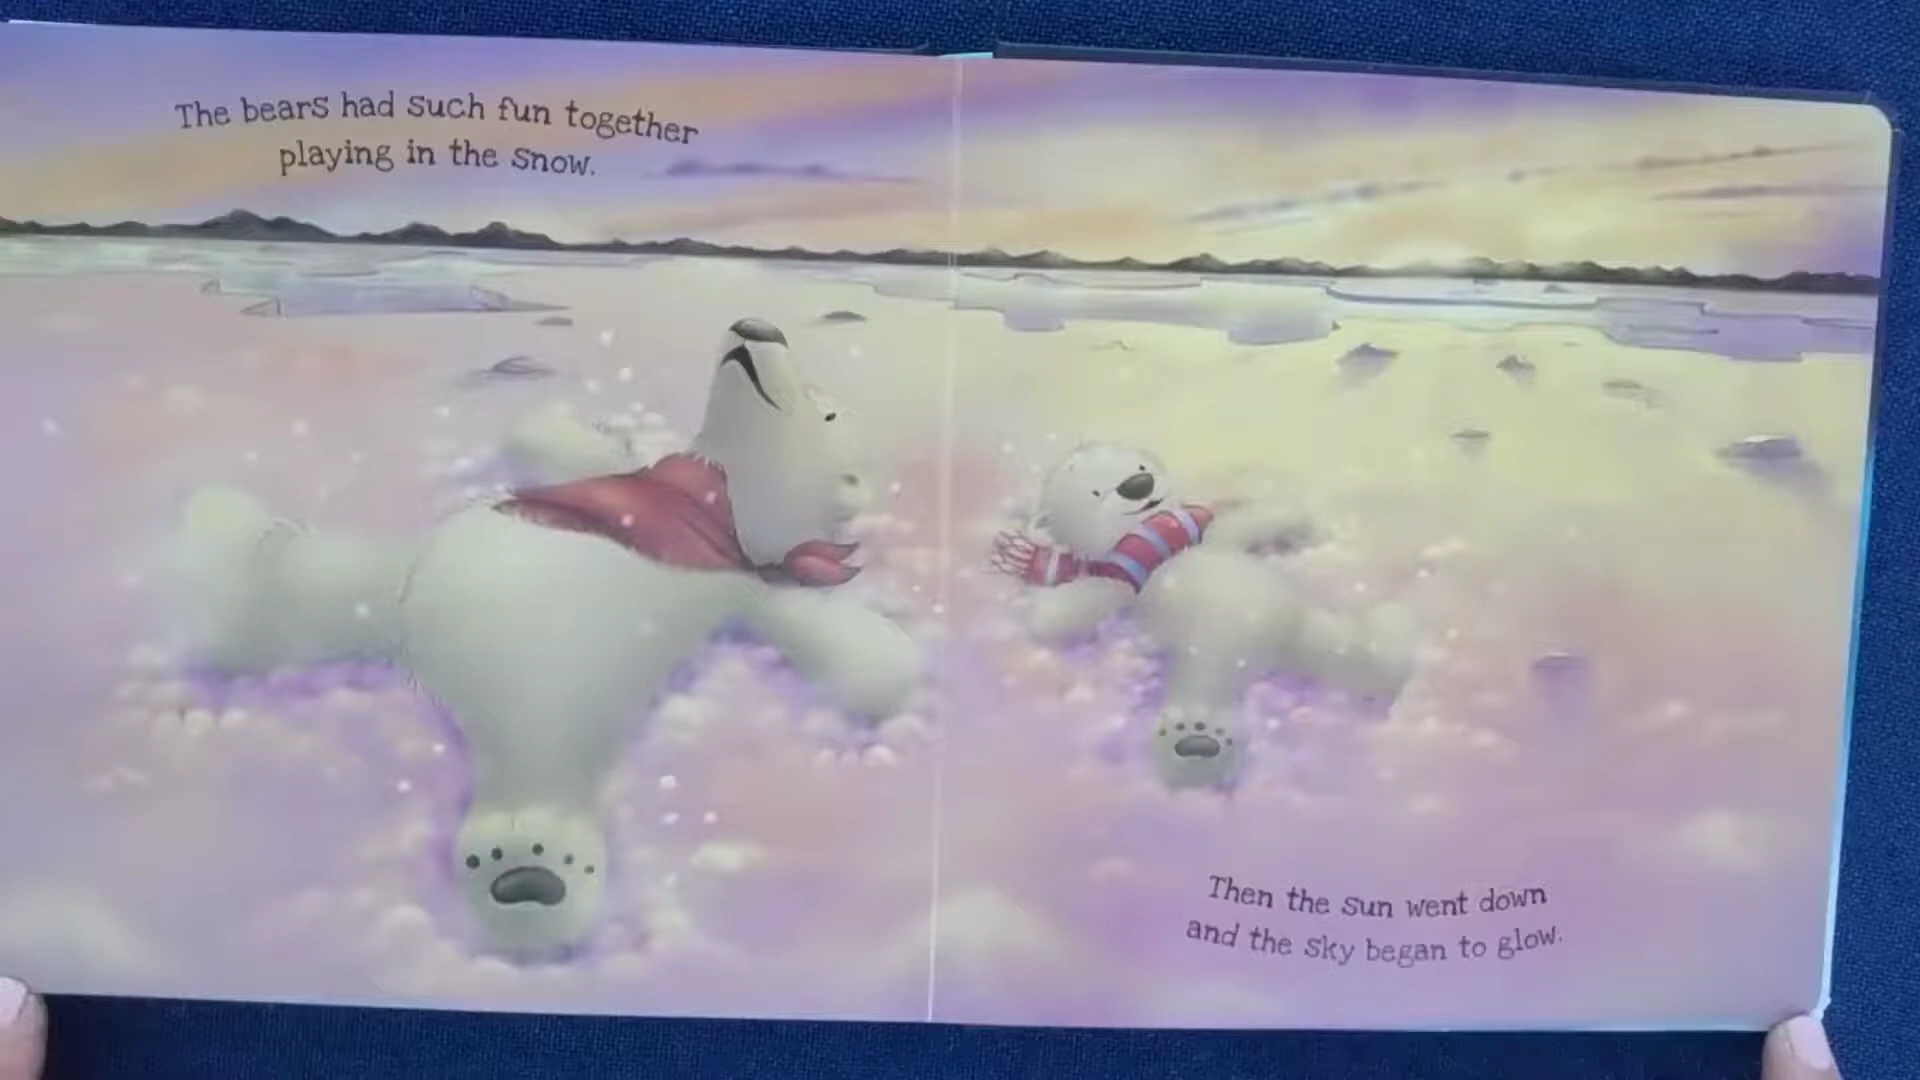 The bears had such fun together
playing in the snow.
Then the sun went down
and the sky began to glow.